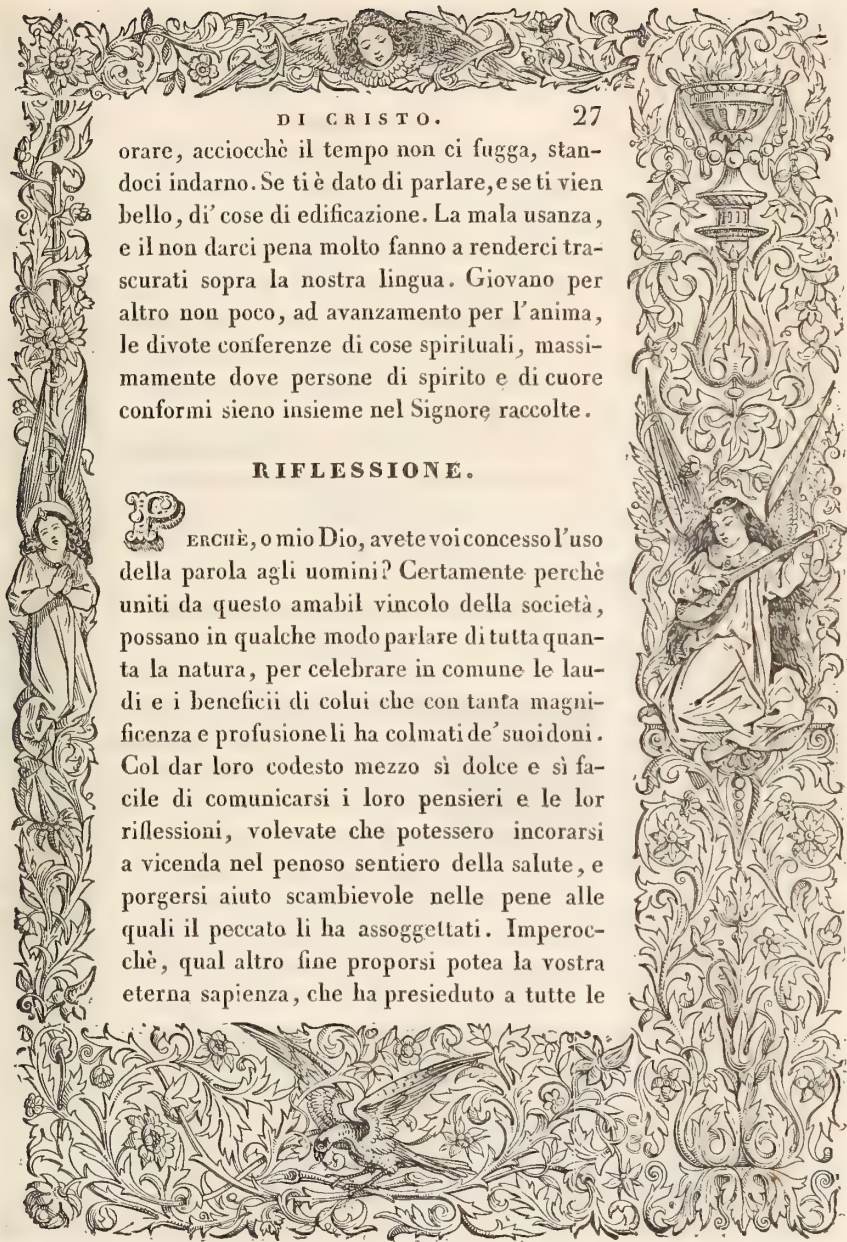 DI CRISTO. 27
orare, acciocchè il tempo non ci fugga, stan-
doci indarno. Se ti è dato di parlare, e se ti vien
bello, di' cose di edificazione. La mala usanza,
e il non darci pena molto fanno a renderci tra-
scurati sopra la nostra lingua. Giovano per
altro non poco, ad avanzamento per l'anima,
le divote conferenze di cose spirituali, massi-
mamente dove persone di spirito e di cuore
conformi sieno insieme nel Signore raccolte.
RIFLESSIONE.
PERCHÈ, o mio Dio, avete voi concesso l'uso
della parola agli uomini? Certamente perchè
uniti da questo amabil vincolo della società,
possano in qualche modo parlare di tutta quan-
ta la natura, per celebrare in comune le lau-
di e i beneficii di colui che con tanta magni-
ficenza e profusione li ha colmati de' suoi doni.
Col dar loro codesto mezzo sì dolce e sì fa-
cile di comunicarsi i loro pensieri e le lor
riflessioni, volevate che potessero incorarsi
a vicenda nel penoso sentiero della salute, e
porgersi aiuto scambievole nelle pene alle
quali il peccato li ha assoggettati. Imperoc-
chè, qual altro fine proporsi potea la vostra
eterna sapienza, che ha presieduto a tutte le